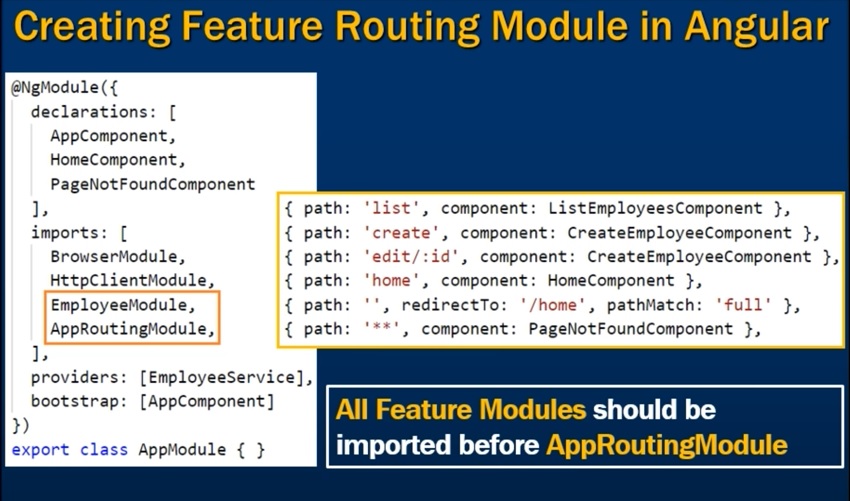 Creating Feature Routing Module in Angular
@NgModule({
declarations: [
AppComponent,
HomeComponent,
PageNotFoundComponent
],
imports: [
BrowserModule,
HttpClientModule,
EmployeeModule,
AppRoutingModule,
],
providers: [EmployeeService],
bootstrap: [AppComponent]
})
export class AppModule { }
{ path: 'list', component: ListEmployeesComponent },
{ path: 'create', component: CreateEmployeeComponent },
{ path: 'edit/:id', component: CreateEmployeeComponent },
{ path: 'home', component: HomeComponent },
{ path: '', redirectTo: '/home', pathMatch: 'full' },
{ path: '**', component: PageNotFoundComponent },
All Feature Modules should be
imported before AppRoutingModule